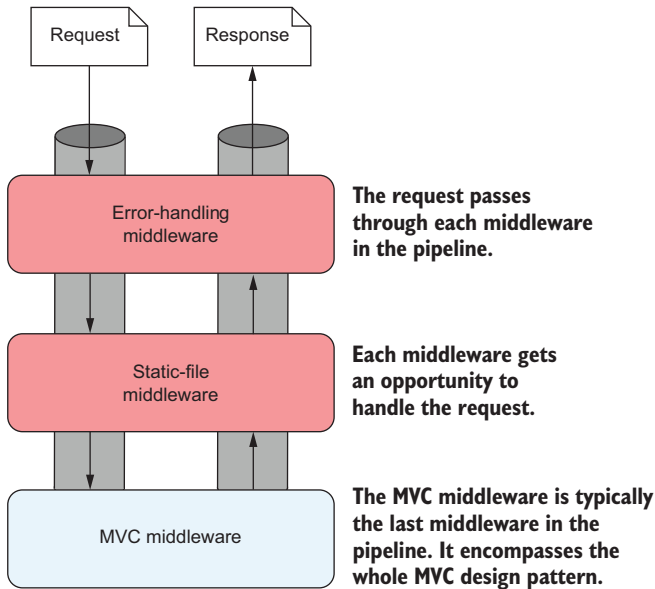 Request
Response
Error-handling
middleware
The request passes
through each middleware
in the pipeline.
Static-file
middleware
Each middleware gets
an opportunity to
handle the request.
MVC middleware
The MVC middleware is typically
the last middleware in the
pipeline. It encompasses the
whole MVC design pattern.